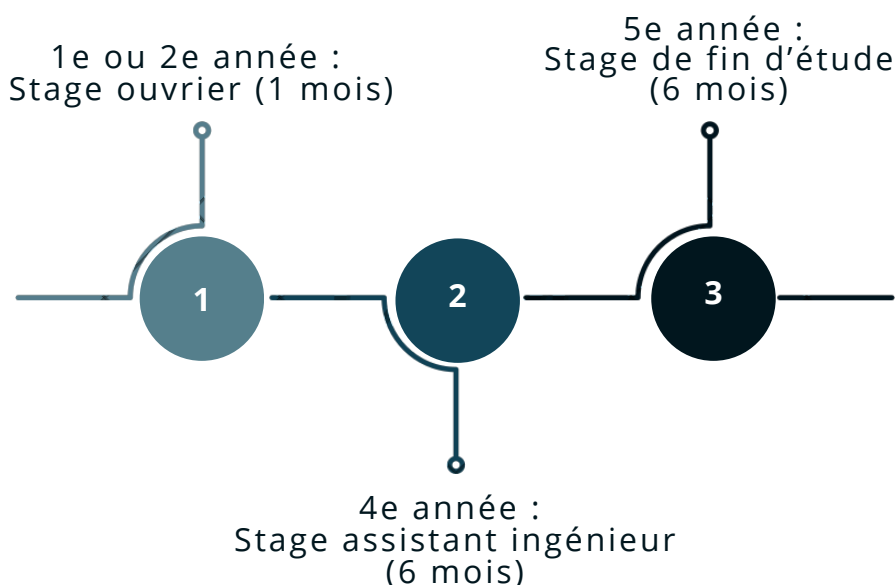 1e ou 2e année :
Stage ouvrier (1 mois)
5e année :
Stage de fin d’étude
(6 mois)
1
2
3
4e année :
Stage assistant ingénieur
(6 mois)